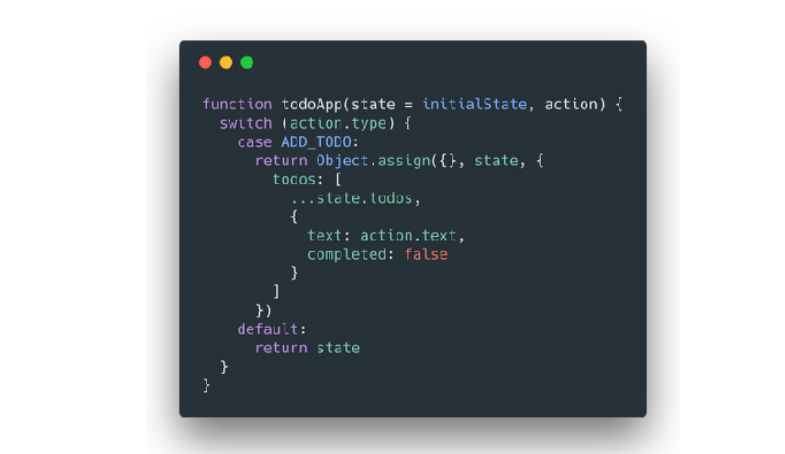 function todoApp(state = initialState, action) {
  switch (action.type) {
    case ADD_TODO:
      return Object.assign({}, state, {
        todos: [
          ...state.todos,
          {
            text: action.text,
            completed: false
          }
        ]
      })
    default:
      return state
  }
}